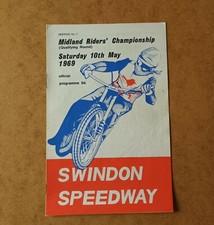 Midland Riders' Championship
(Qualifying Round)
Saturday 10th May
1969
official
programme
SWINDON
SPEEDWAY